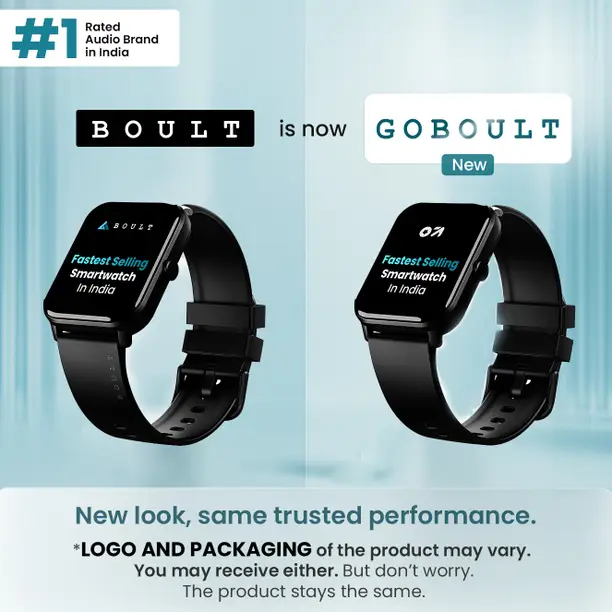 #1 Rated
Audio Brand
in India
BOULT is now GOBOULT
New
BOULT
Fastest Selling
Smartwatch
In India
BOULT
Fastest Selling
Smartwatch
In India
New look, same trusted performance.
*LOGO AND PACKAGING of the product may vary.
You may receive either. But don't worry.
The product stays the same.